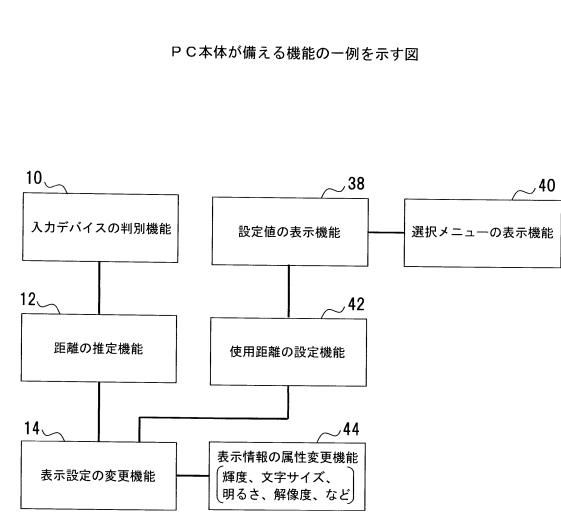 PC本体が備える機能の一例を示す図
10
入力デバイスの判別機能
38
設定値の表示機能
40
選択メニューの表示機能
12
距離の推定機能
42
使用距離の設定機能
14
表示設定の変更機能
44
表示情報の属性変更機能
輝度、文字サイズ、
明るさ、解像度、など